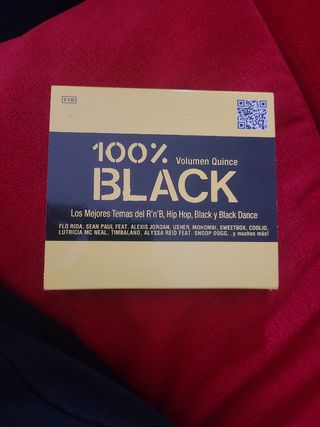 2 CD
100%
Volumen Quince
BLACK
Los Mejores Temas del R'n'B, Hip Hop, Black y Black Dance
FLO RIDA, SEAN PAUL FEAT. ALEXIS JORDAN, USHER, MOHOMBI, SWEETBOX, COOLIO,
LUTRICIA MC NEAL, TIMBALAND, ALYSSA REID FEAT. SNOOP DOGG...y muchos más!